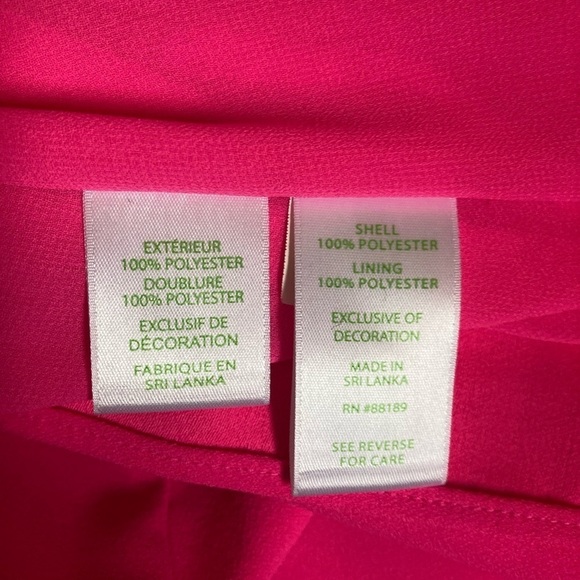 EXTÉRIEUR
100% POLYESTER
DOUBLURE
100% POLYESTER
EXCLUSIF DE
DÉCORATION
FABRIQUE EN
SRI LANKA
SHELL
100% POLYESTER
LINING
100% POLYESTER
EXCLUSIVE OF
DECORATION
MADE IN
SRI LANKA
RN #88189
SEE REVERSE
FOR CARE